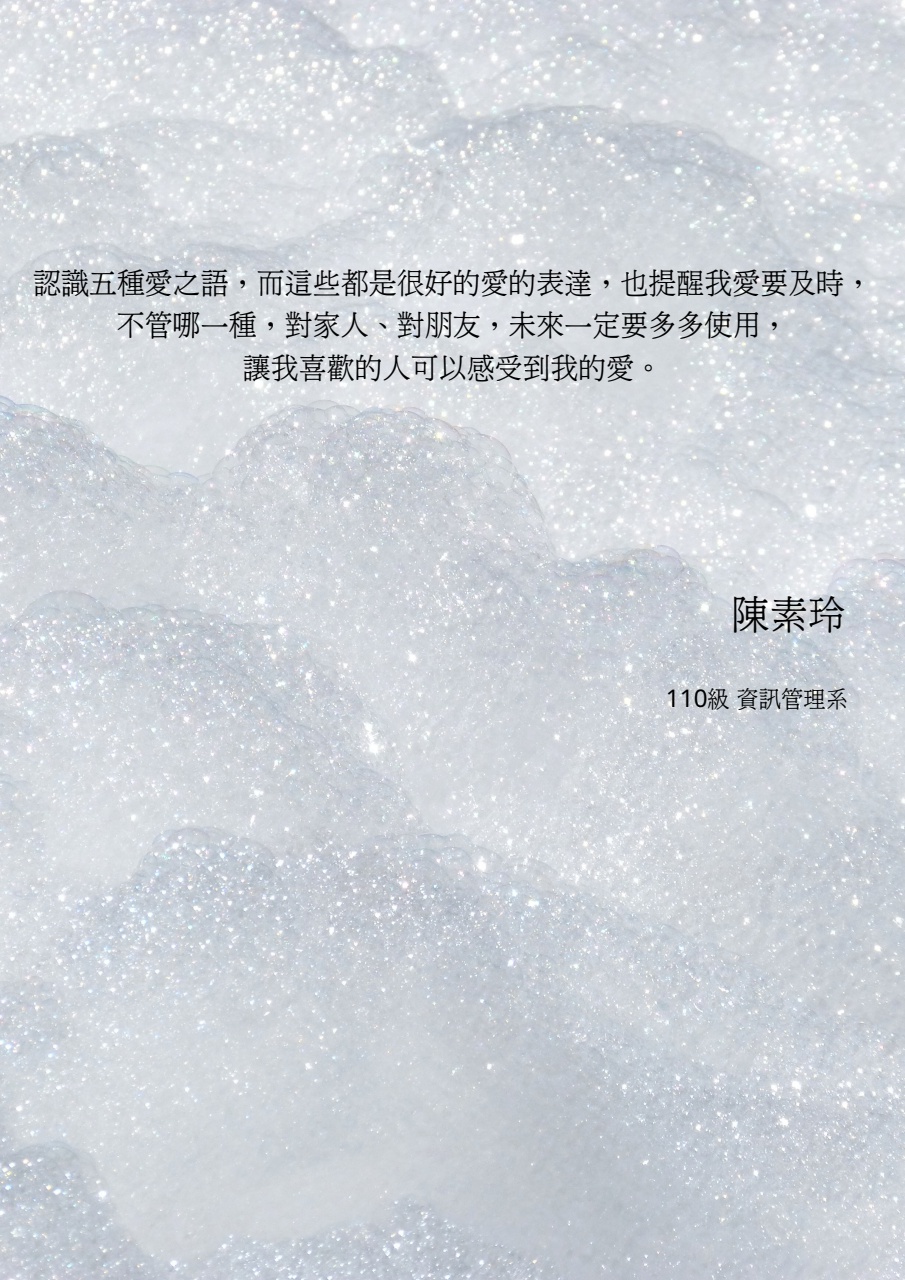 認識五種愛之語，而這些都是很好的愛的表達，也提醒我愛要及時，
不管哪一種，對家人、對朋友，未來一定要多多使用，
讓我喜歡的人可以感受到我的愛。
陳素玲
110級 資訊管理系